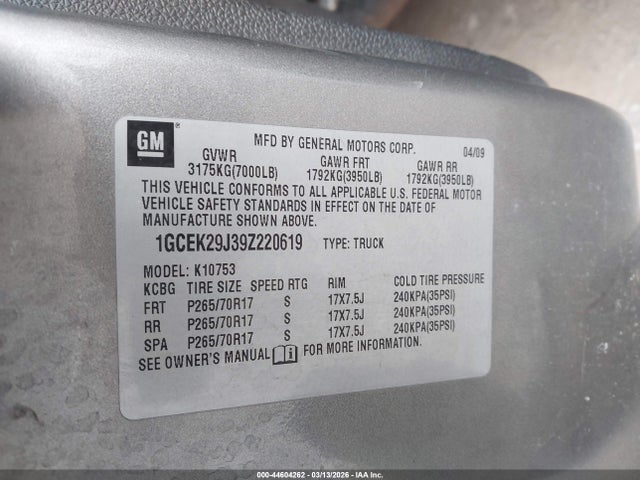 GM
MFD BY GENERAL MOTORS CORP. 04/09
GVWR GAWR FRT GAWR RR
3175KG(7000LB) 1792KG(3950LB) 1792KG(3950LB)
THIS VEHICLE CONFORMS TO ALL APPLICABLE U.S. FEDERAL MOTOR
VEHICLE SAFETY STANDARDS IN EFFECT ON THE DATE OF
MANUFACTURE SHOWN ABOVE.
1GCEK29J39Z220619 TYPE: TRUCK
MODEL: K10753
KCBG TIRE SIZE SPEED RTG RIM COLD TIRE PRESSURE
FRT P265/70R17 S 17X7.5J 240KPA(35PSI)
RR P265/70R17 S 17X7.5J 240KPA(35PSI)
SPA P265/70R17 S 17X7.5J 240KPA(35PSI)
SEE OWNER'S MANUAL FOR MORE INFORMATION.
000-44604262 - 03/13/2026 - IAA Inc.